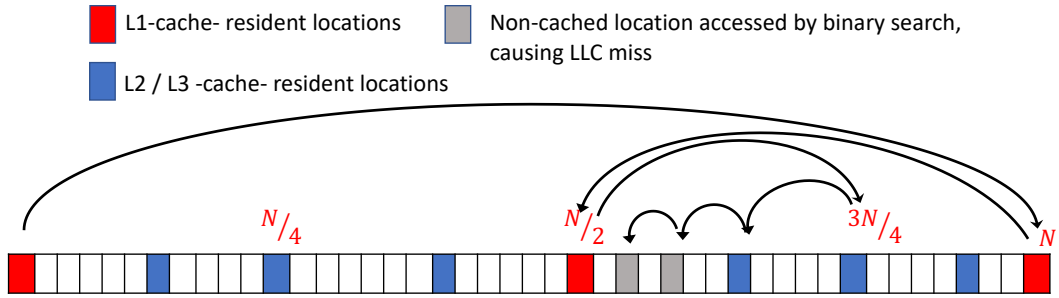 L1-cache- resident locations
Non-cached location accessed by binary search,
causing LLC miss
L2 / L3 -cache- resident locations
N/4
N/2
3N/4
N